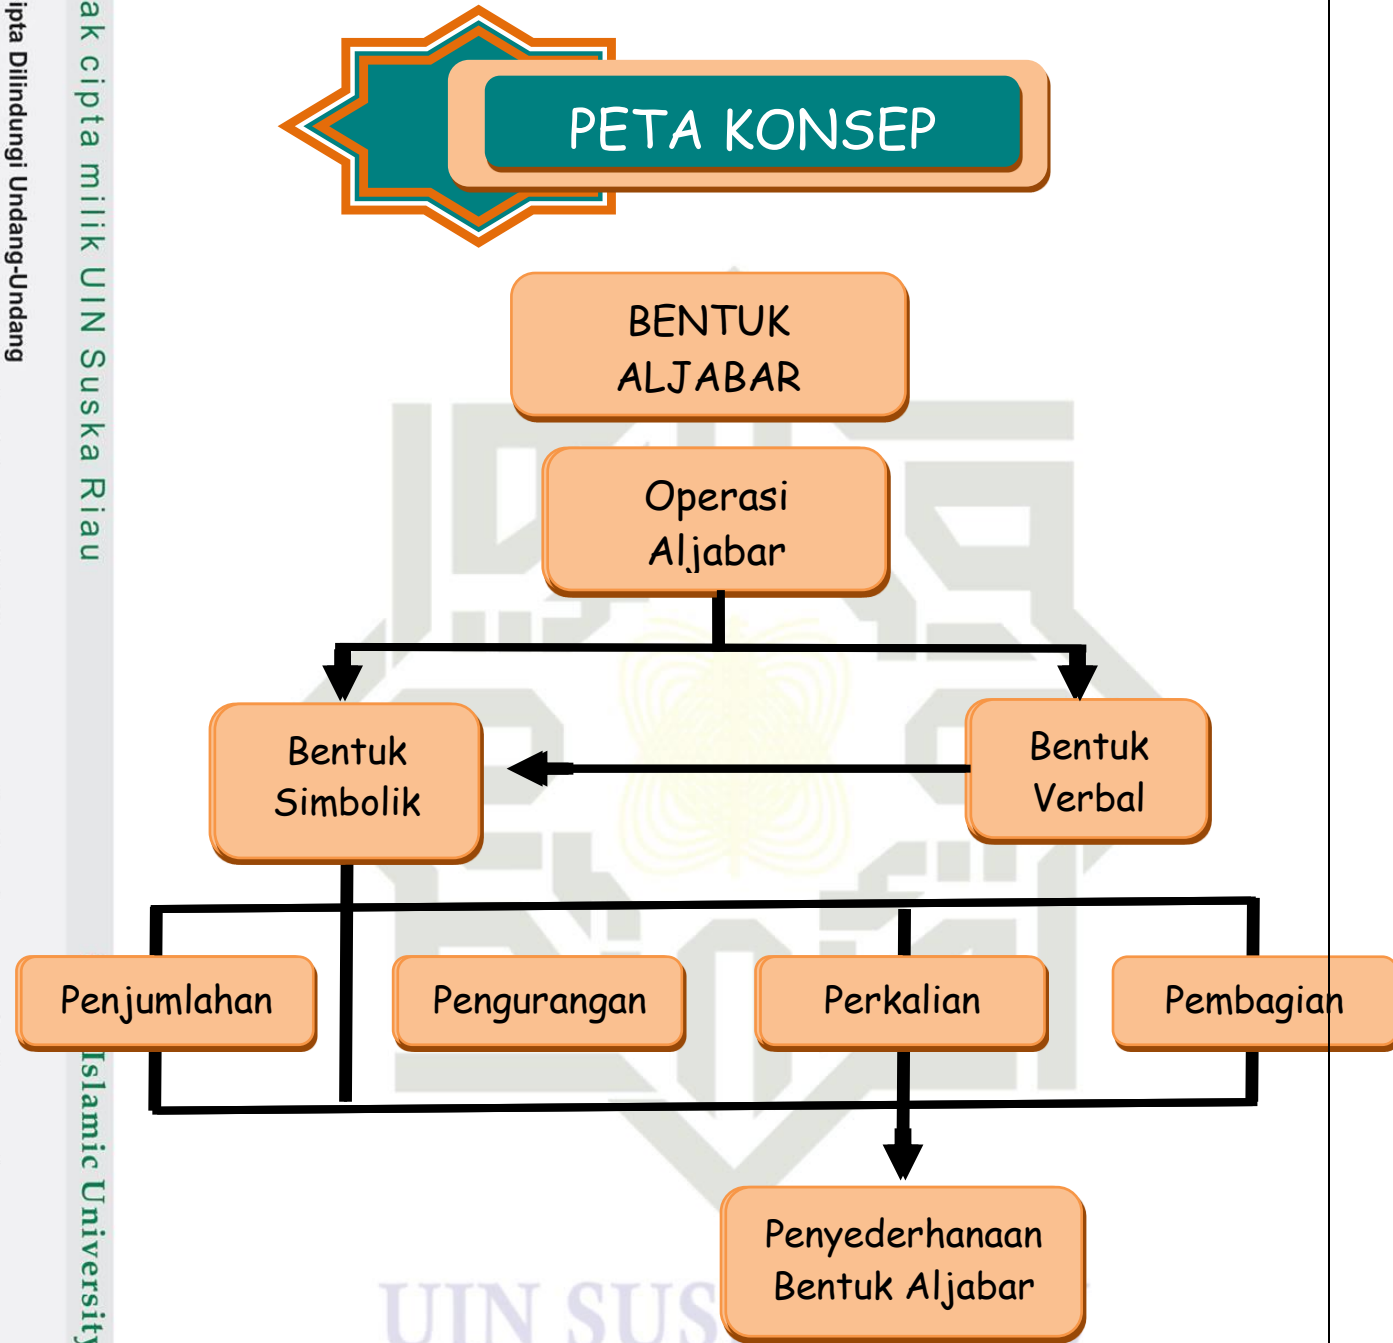 PETA KONSEP
BENTUK
ALJABAR
Operasi
Aljabar
Bentuk
Simbolik
Bentuk
Verbal
Penjumlahan
Pengurangan
Perkalian
Pembagian
Penyederhanaan
Bentuk Aljabar
ipta Dilindungi Undang-Undang
ak cipta milik UIN Suska Riau
Islamic University
UIN SUS